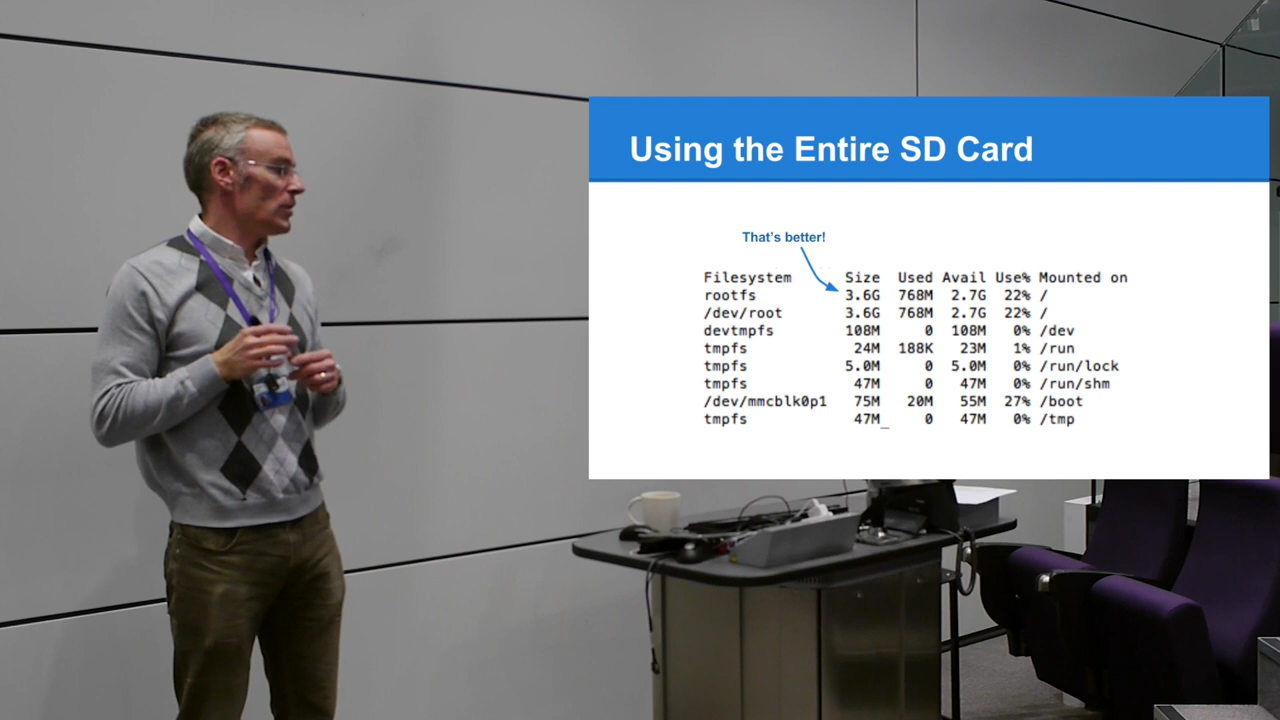 Using the Entire SD Card
That's better!
Filesystem Size Used Avail Use% Mounted on
rootfs 3.6G 768M 2.7G 22% /
/dev/root 3.6G 768M 2.7G 22% /
devtmpfs 108M 0 108M 0% /dev
tmpfs 24M 188K 23M 1% /run
tmpfs 5.0M 0 5.0M 0% /run/lock
tmpfs 47M 0 47M 0% /run/shm
/dev/mmcblk0p1 75M 20M 55M 27% /boot
tmpfs 47M_ 0 47M 0% /tmp